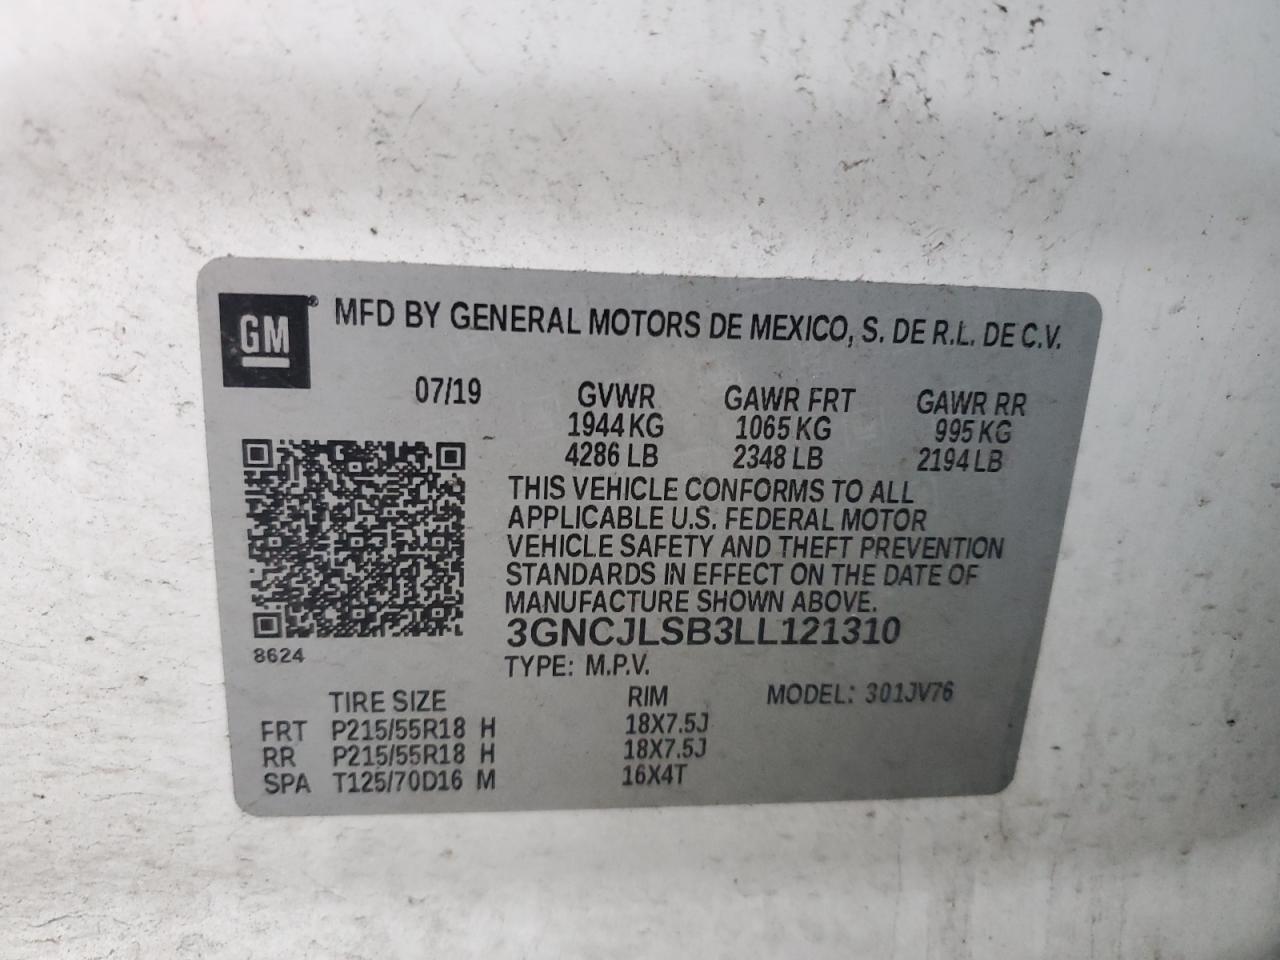 GM ® MFD BY GENERAL MOTORS DE MEXICO, S. DE R.L. DE C.V.
07/19 GVWR GAWR FRT GAWR RR
1944 KG 1065 KG 995 KG
4286 LB 2348 LB 2194 LB
THIS VEHICLE CONFORMS TO ALL
APPLICABLE U.S. FEDERAL MOTOR
VEHICLE SAFETY AND THEFT PREVENTION
STANDARDS IN EFFECT ON THE DATE OF
MANUFACTURE SHOWN ABOVE.
3GNCJLSB3LL121310
8624
TYPE: M.P.V.
TIRE SIZE RIM MODEL: 301JV76
FRT P215/55R18 H 18X7.5J
RR P215/55R18 H 18X7.5J
SPA T125/70D16 M 16X4T